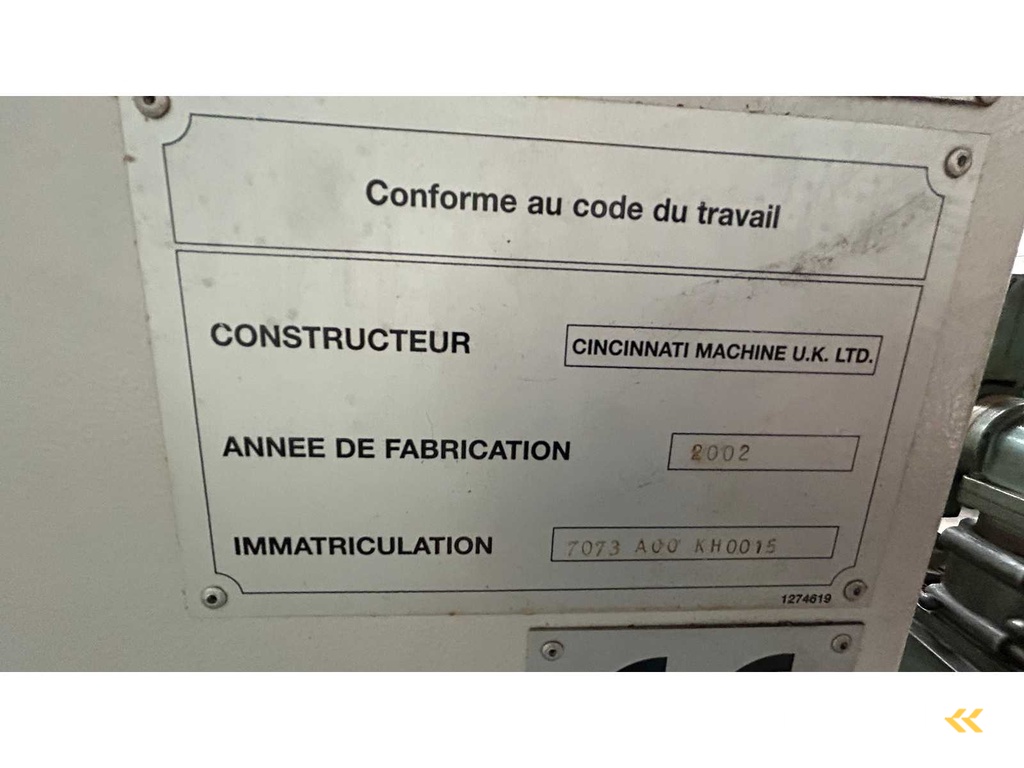 Conforme au code du travail
CONSTRUCTEUR CINCINNATI MACHINE U.K. LTD.
ANNEE DE FABRICATION 2002
IMMATRICULATION 7073 A00 KH0015
1274619